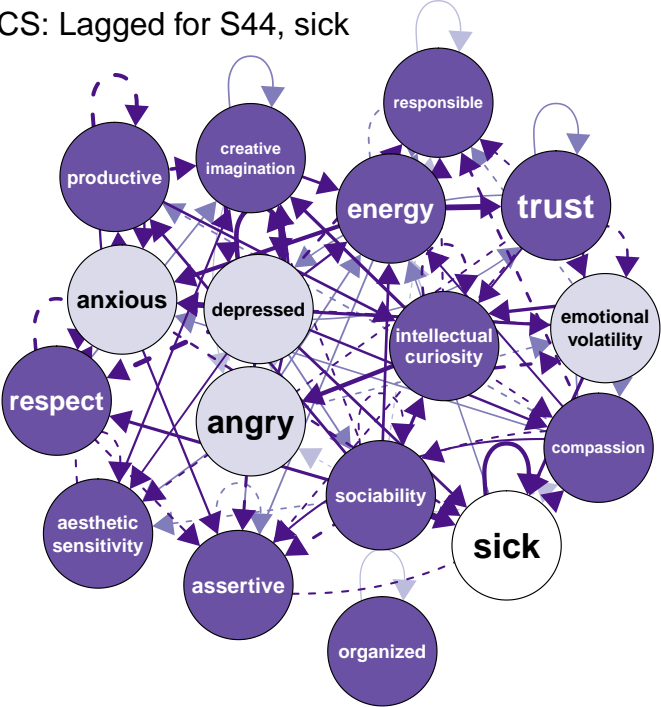 CS: Lagged for S44, sick
responsible
creative
imagination
productive
energy
trust
anxious
depressed
emotional
volatility
intellectual
curiosity
respect
angry
compassion
sociability
aesthetic
sensitivity
sick
assertive
organized